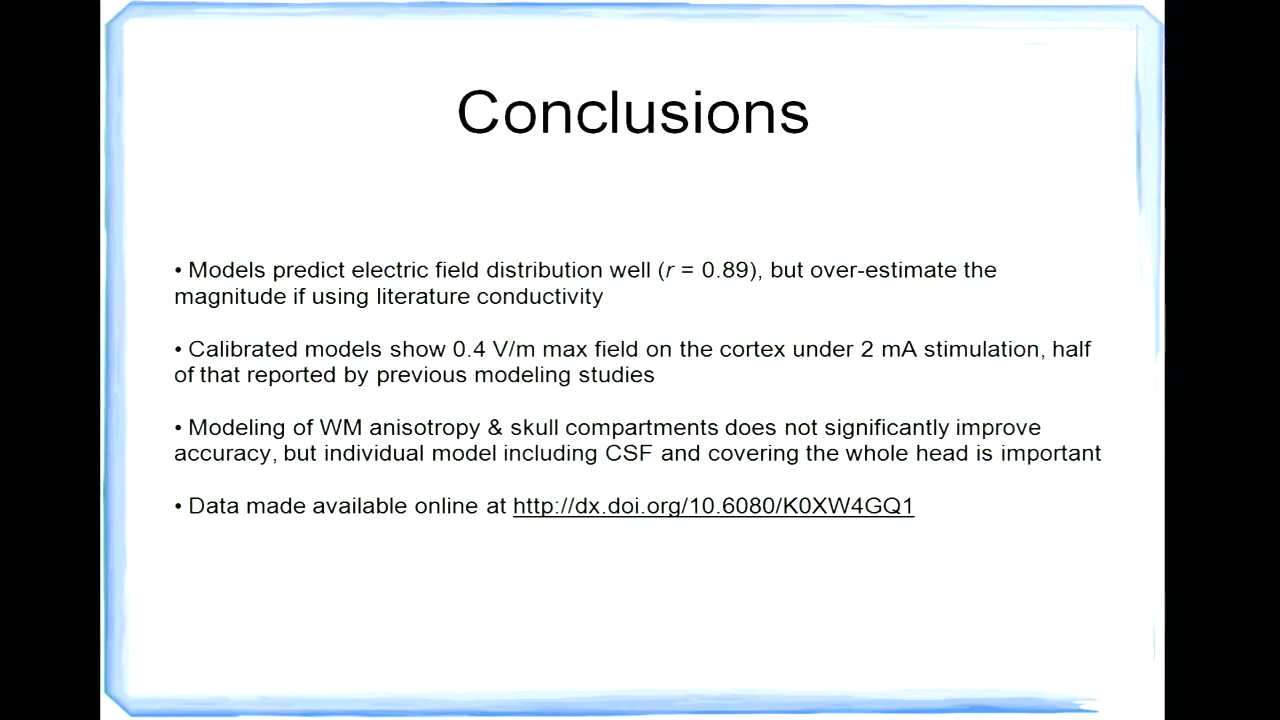 Conclusions
• Models predict electric field distribution well (r = 0.89), but over-estimate the
magnitude if using literature conductivity
• Calibrated models show 0.4 V/m max field on the cortex under 2 mA stimulation, half
of that reported by previous modeling studies
• Modeling of WM anisotropy & skull compartments does not significantly improve
accuracy, but individual model including CSF and covering the whole head is important
• Data made available online at http://dx.doi.org/10.6080/K0XW4GQ1